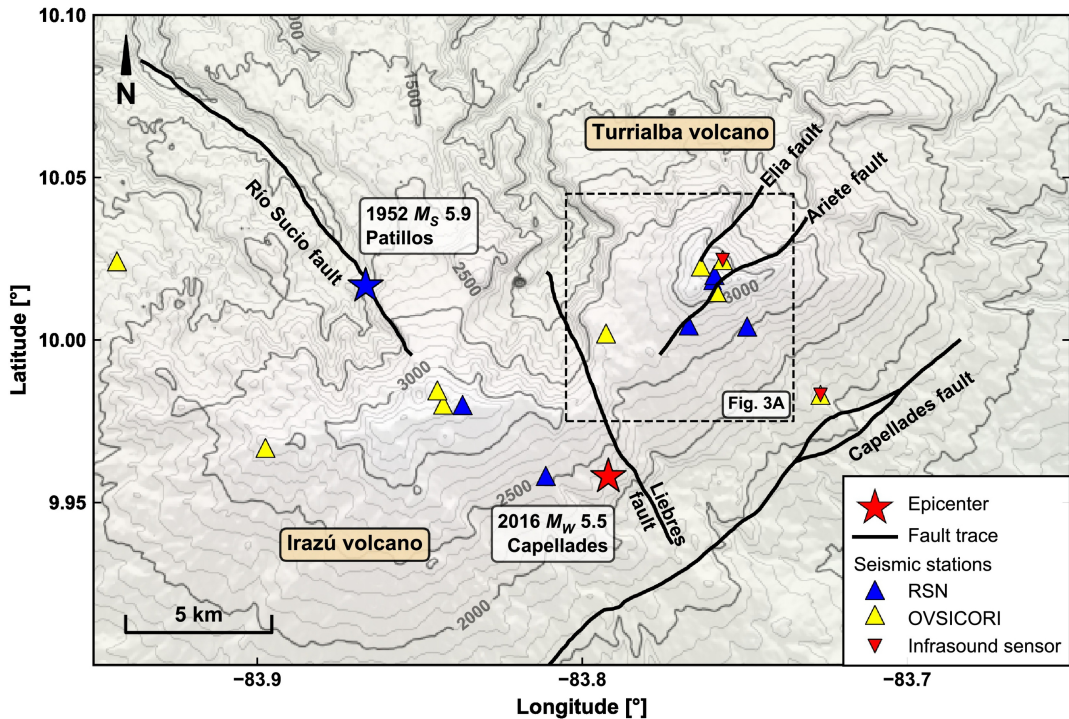 10.10
10.05
10.00
9.95
Latitude [°]
−83.9
−83.8
−83.7
Longitude [°]
N
1500
Turrialba volcano
Elia fault
Ariete fault
Río Sucio fault
1952 MS 5.9
Patillos
2500
3000
3000
Fig. 3A
Capellades fault
2500
Liebres
fault
2016 MW 5.5
Capellades
Irazú volcano
2000
5 km
Epicenter
Fault trace
Seismic stations
RSN
OVSICORI
Infrasound sensor